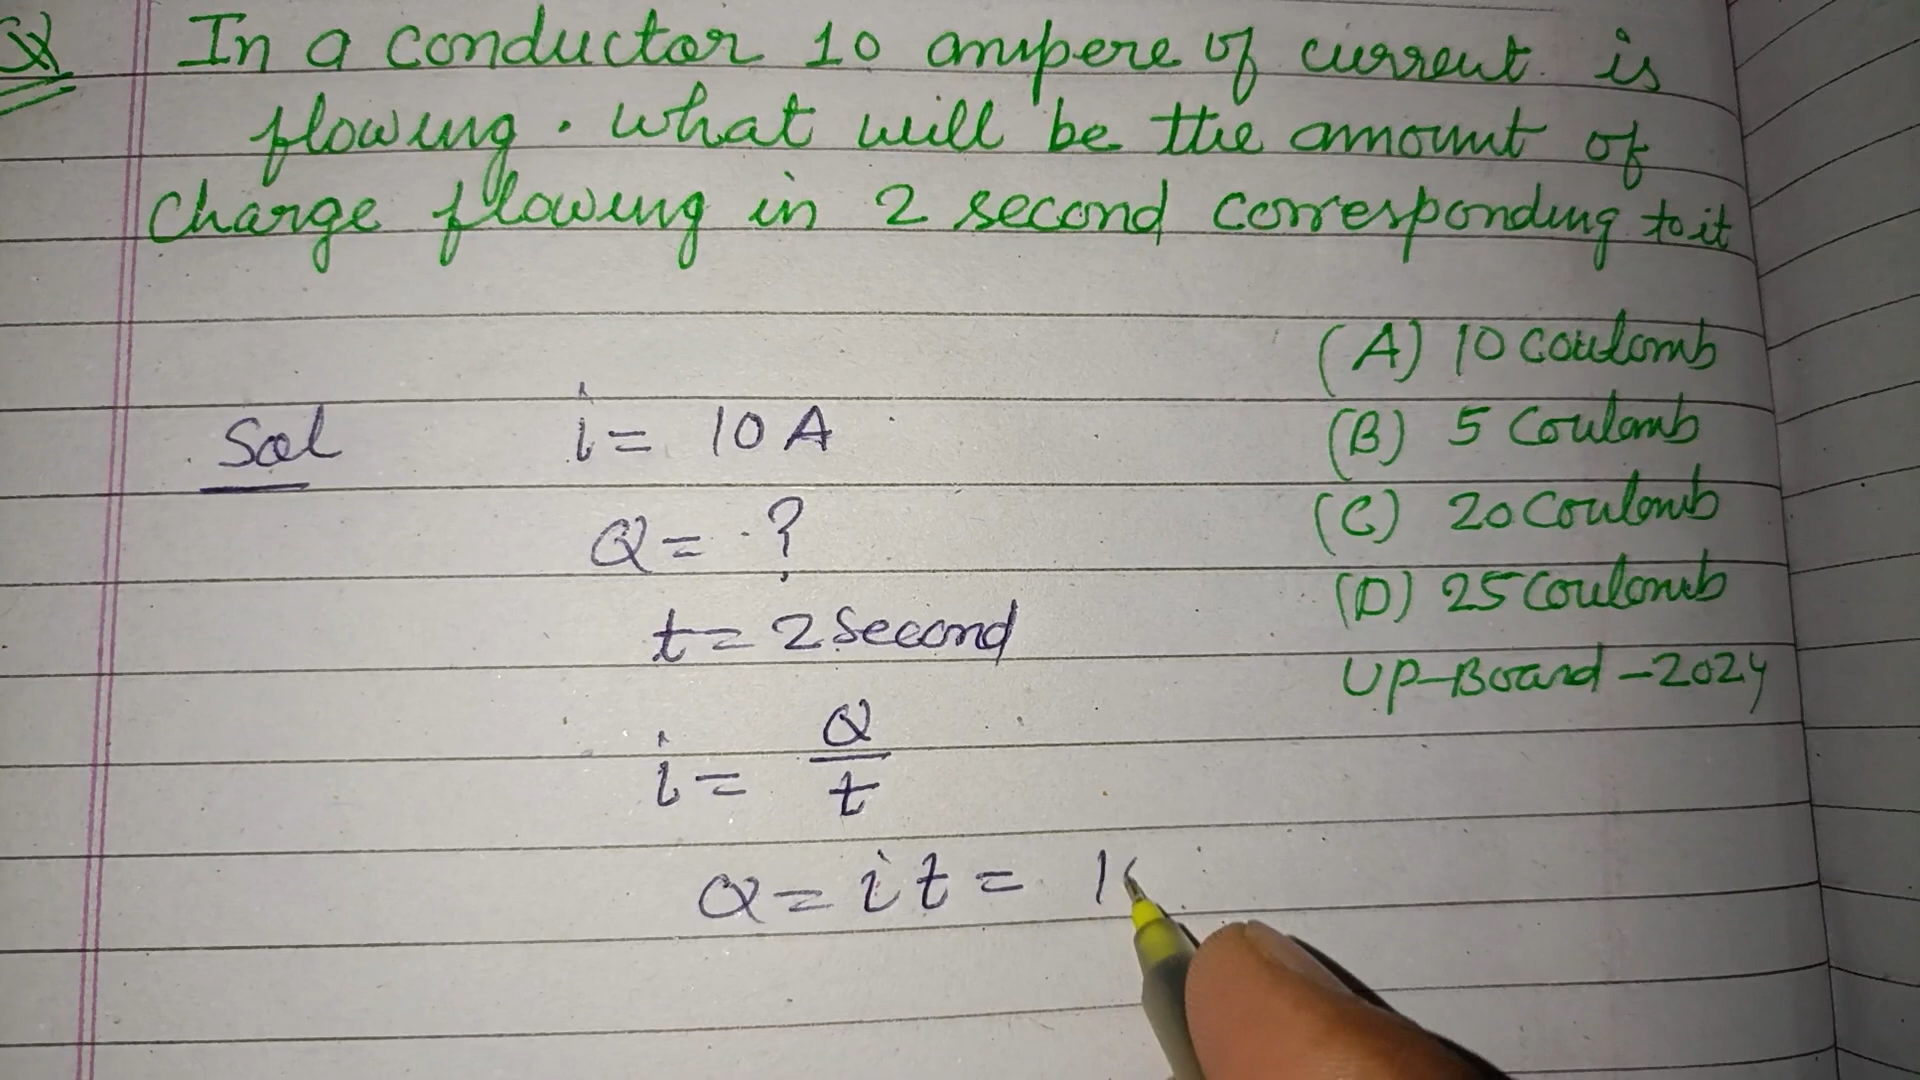 Q In a conductor 10 ampere of current is
flowing. what will be the amount of
charge flowing in 2 second corresponding to it
(A) 10 coulomb
(B) 5 Coulomb
(C) 20 Coulomb
(D) 25 Coulomb
UP-Board-2024
Sol i = 10 A
Q = ?
t = 2 Second
i = Q/t
Q = it = 10